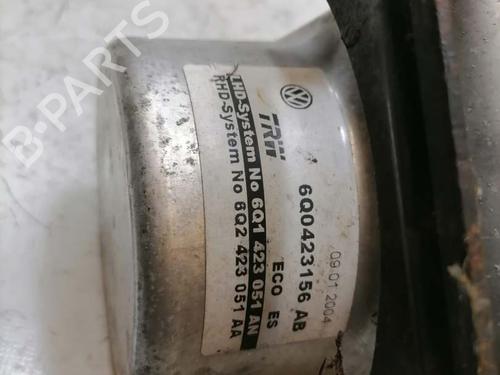 B-PARTS
TRW
6Q0423156 AB
09.01.2004
ECO ES
LHD-System No 6Q1 423 051 AN
RHD-System No 6Q2 423 051 AA